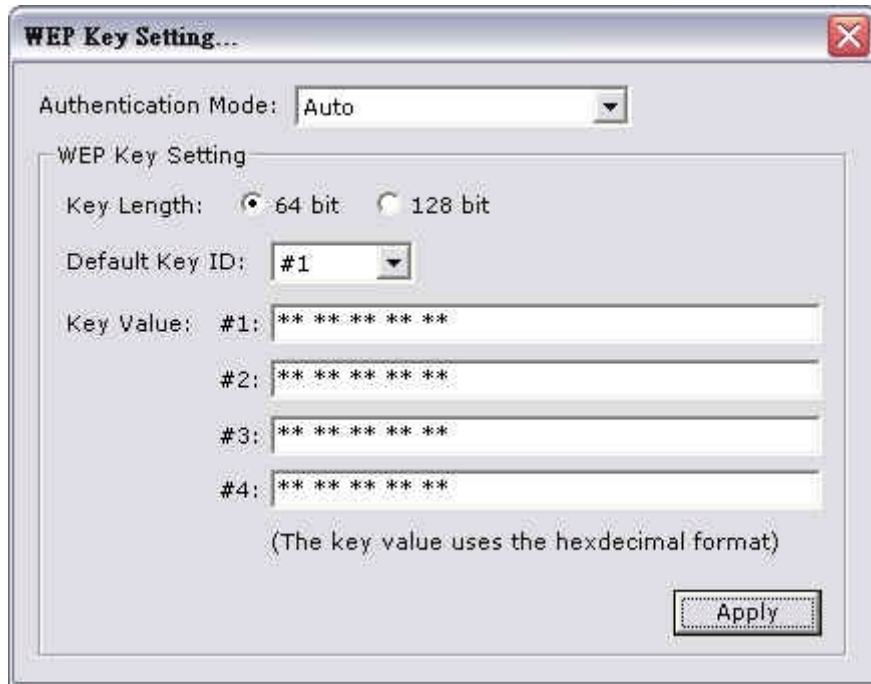 WEP Key Setting...
Authentication Mode: Auto
WEP Key Setting
Key Length: 64 bit 128 bit
Default Key ID: #1
Key Value: #1: ** ** ** ** **
#2: ** ** ** ** **
#3: ** ** ** ** **
#4: ** ** ** ** **
(The key value uses the hexdecimal format)
Apply